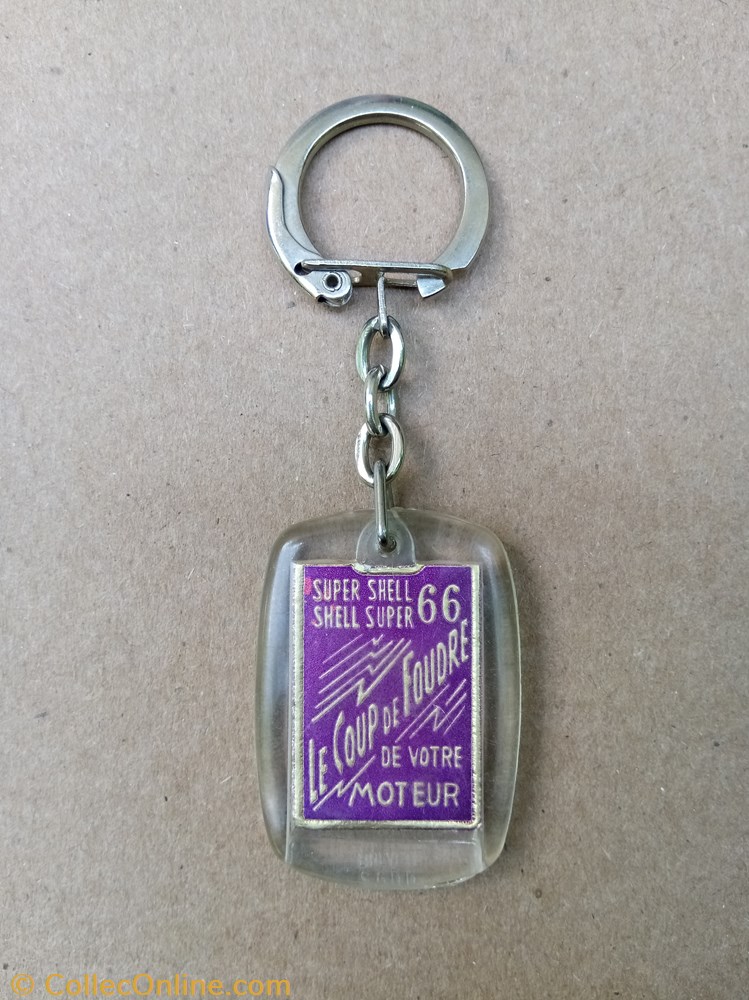 SUPER SHELL 66
SHELL SUPER
LE COUP DE FOUDRE
DE VOTRE
MOTEUR
© CollecOnline.com